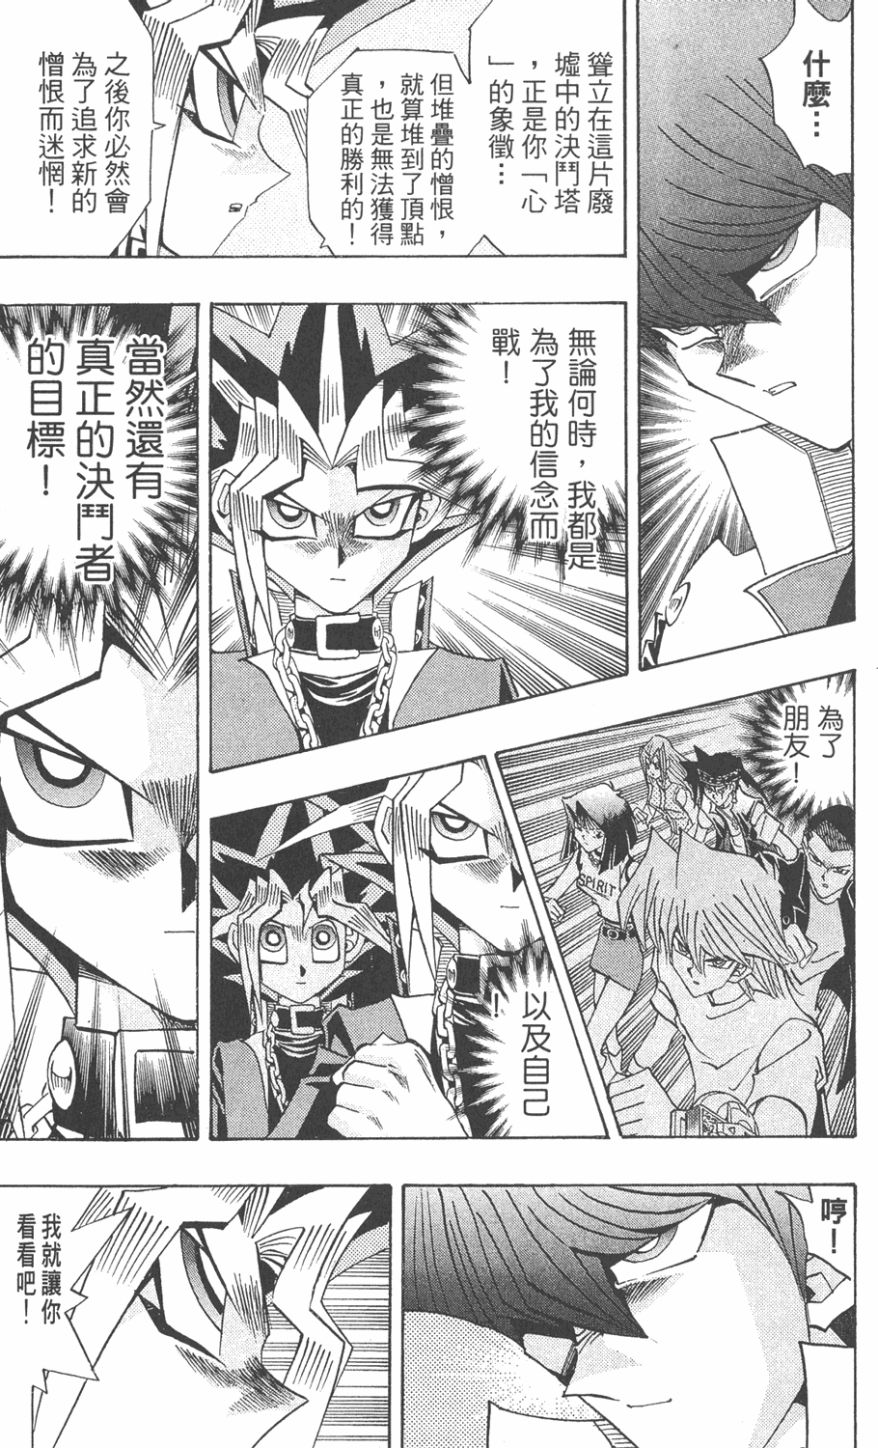 什麼…
聳立在這片廢
墟中的決鬥塔
，正是你「心
」的象徵…
但堆疊的憎恨，
就算堆到了頂點
，也是無法獲得
真正的勝利的！
之後你必然會
為了追求新的
憎恨而迷惘！
無論何時，我都是
為了我的信念而
戰！
當然還有
真正的決鬥者
的目標！
為了
朋友！
SPIRIT
以及自己
！
哼！
我就讓你
看看吧！